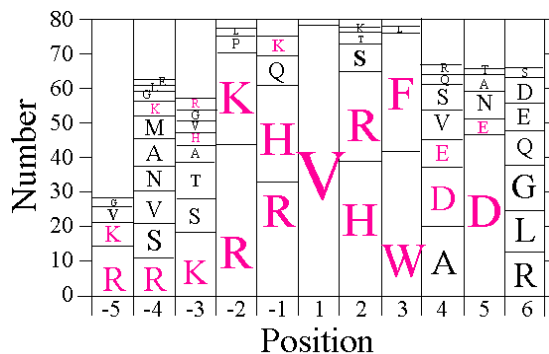 Number
80
70
60
50
40
30
20
10
0
G
V
K
R
E
L
G
K
M
A
N
V
S
R
R
G
V
H
A
T
S
K
L
P
K
R
K
Q
H
R
V
K
T
S
R
H
L
F
W
R
Q
S
V
E
D
A
T
A
N
E
D
S
D
E
Q
G
L
R
-5 -4 -3 -2 -1 1 2 3 4 5 6
Position